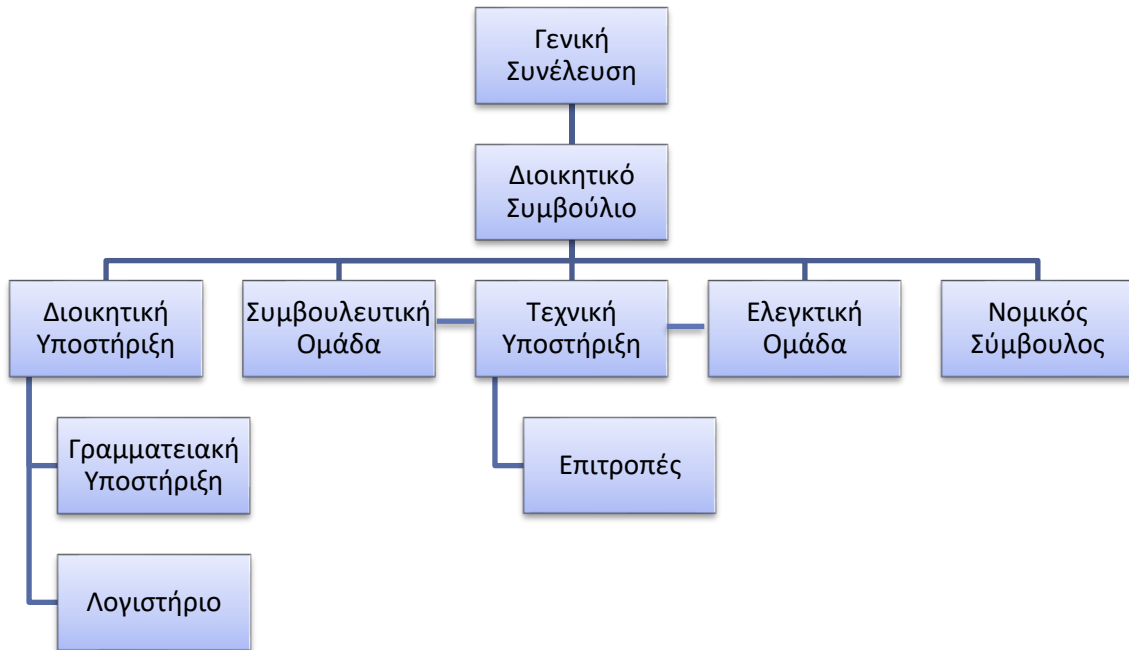 Γενική
Συνέλευση
Διοικητικό
Συμβούλιο
Διοικητική
Υποστήριξη
Συμβουλευτική
Ομάδα
Τεχνική
Υποστήριξη
Ελεγκτική
Ομάδα
Νομικός
Σύμβουλος
Γραμματειακή
Υποστήριξη
Επιτροπές
Λογιστήριο